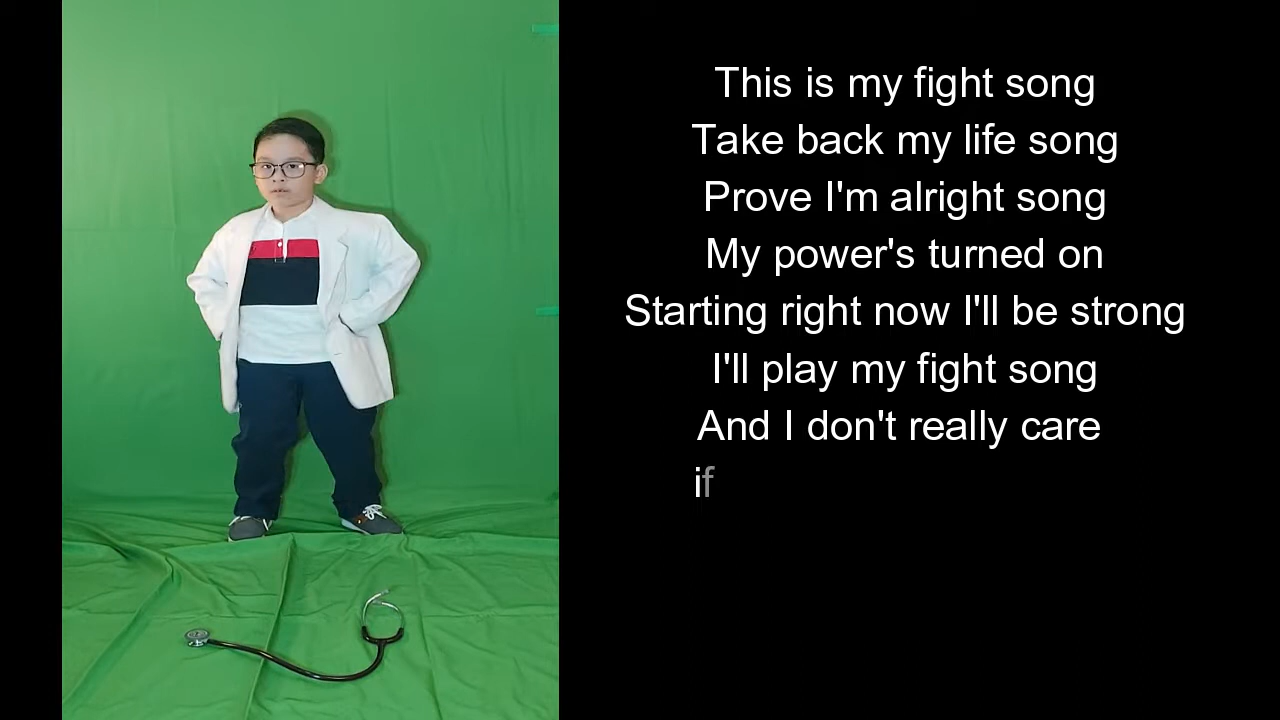 This is my fight song
Take back my life song
Prove I'm alright song
My power's turned on
Starting right now I'll be strong
I'll play my fight song
And I don't really care
if